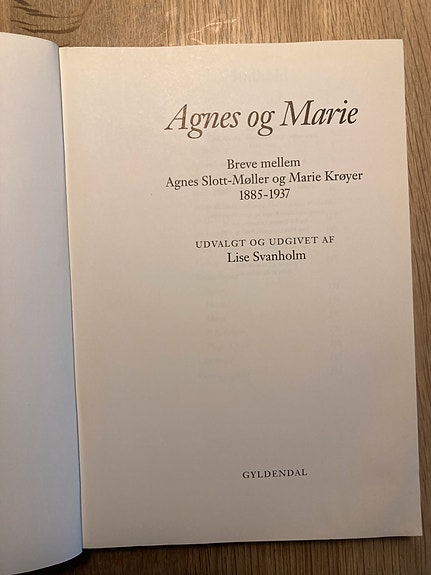 Agnes og Marie
Breve mellem
Agnes Slott-Møller og Marie Krøyer
1885-1937
UDVALGT OG UDGIVET AF
Lise Svanholm
GYLDENDAL